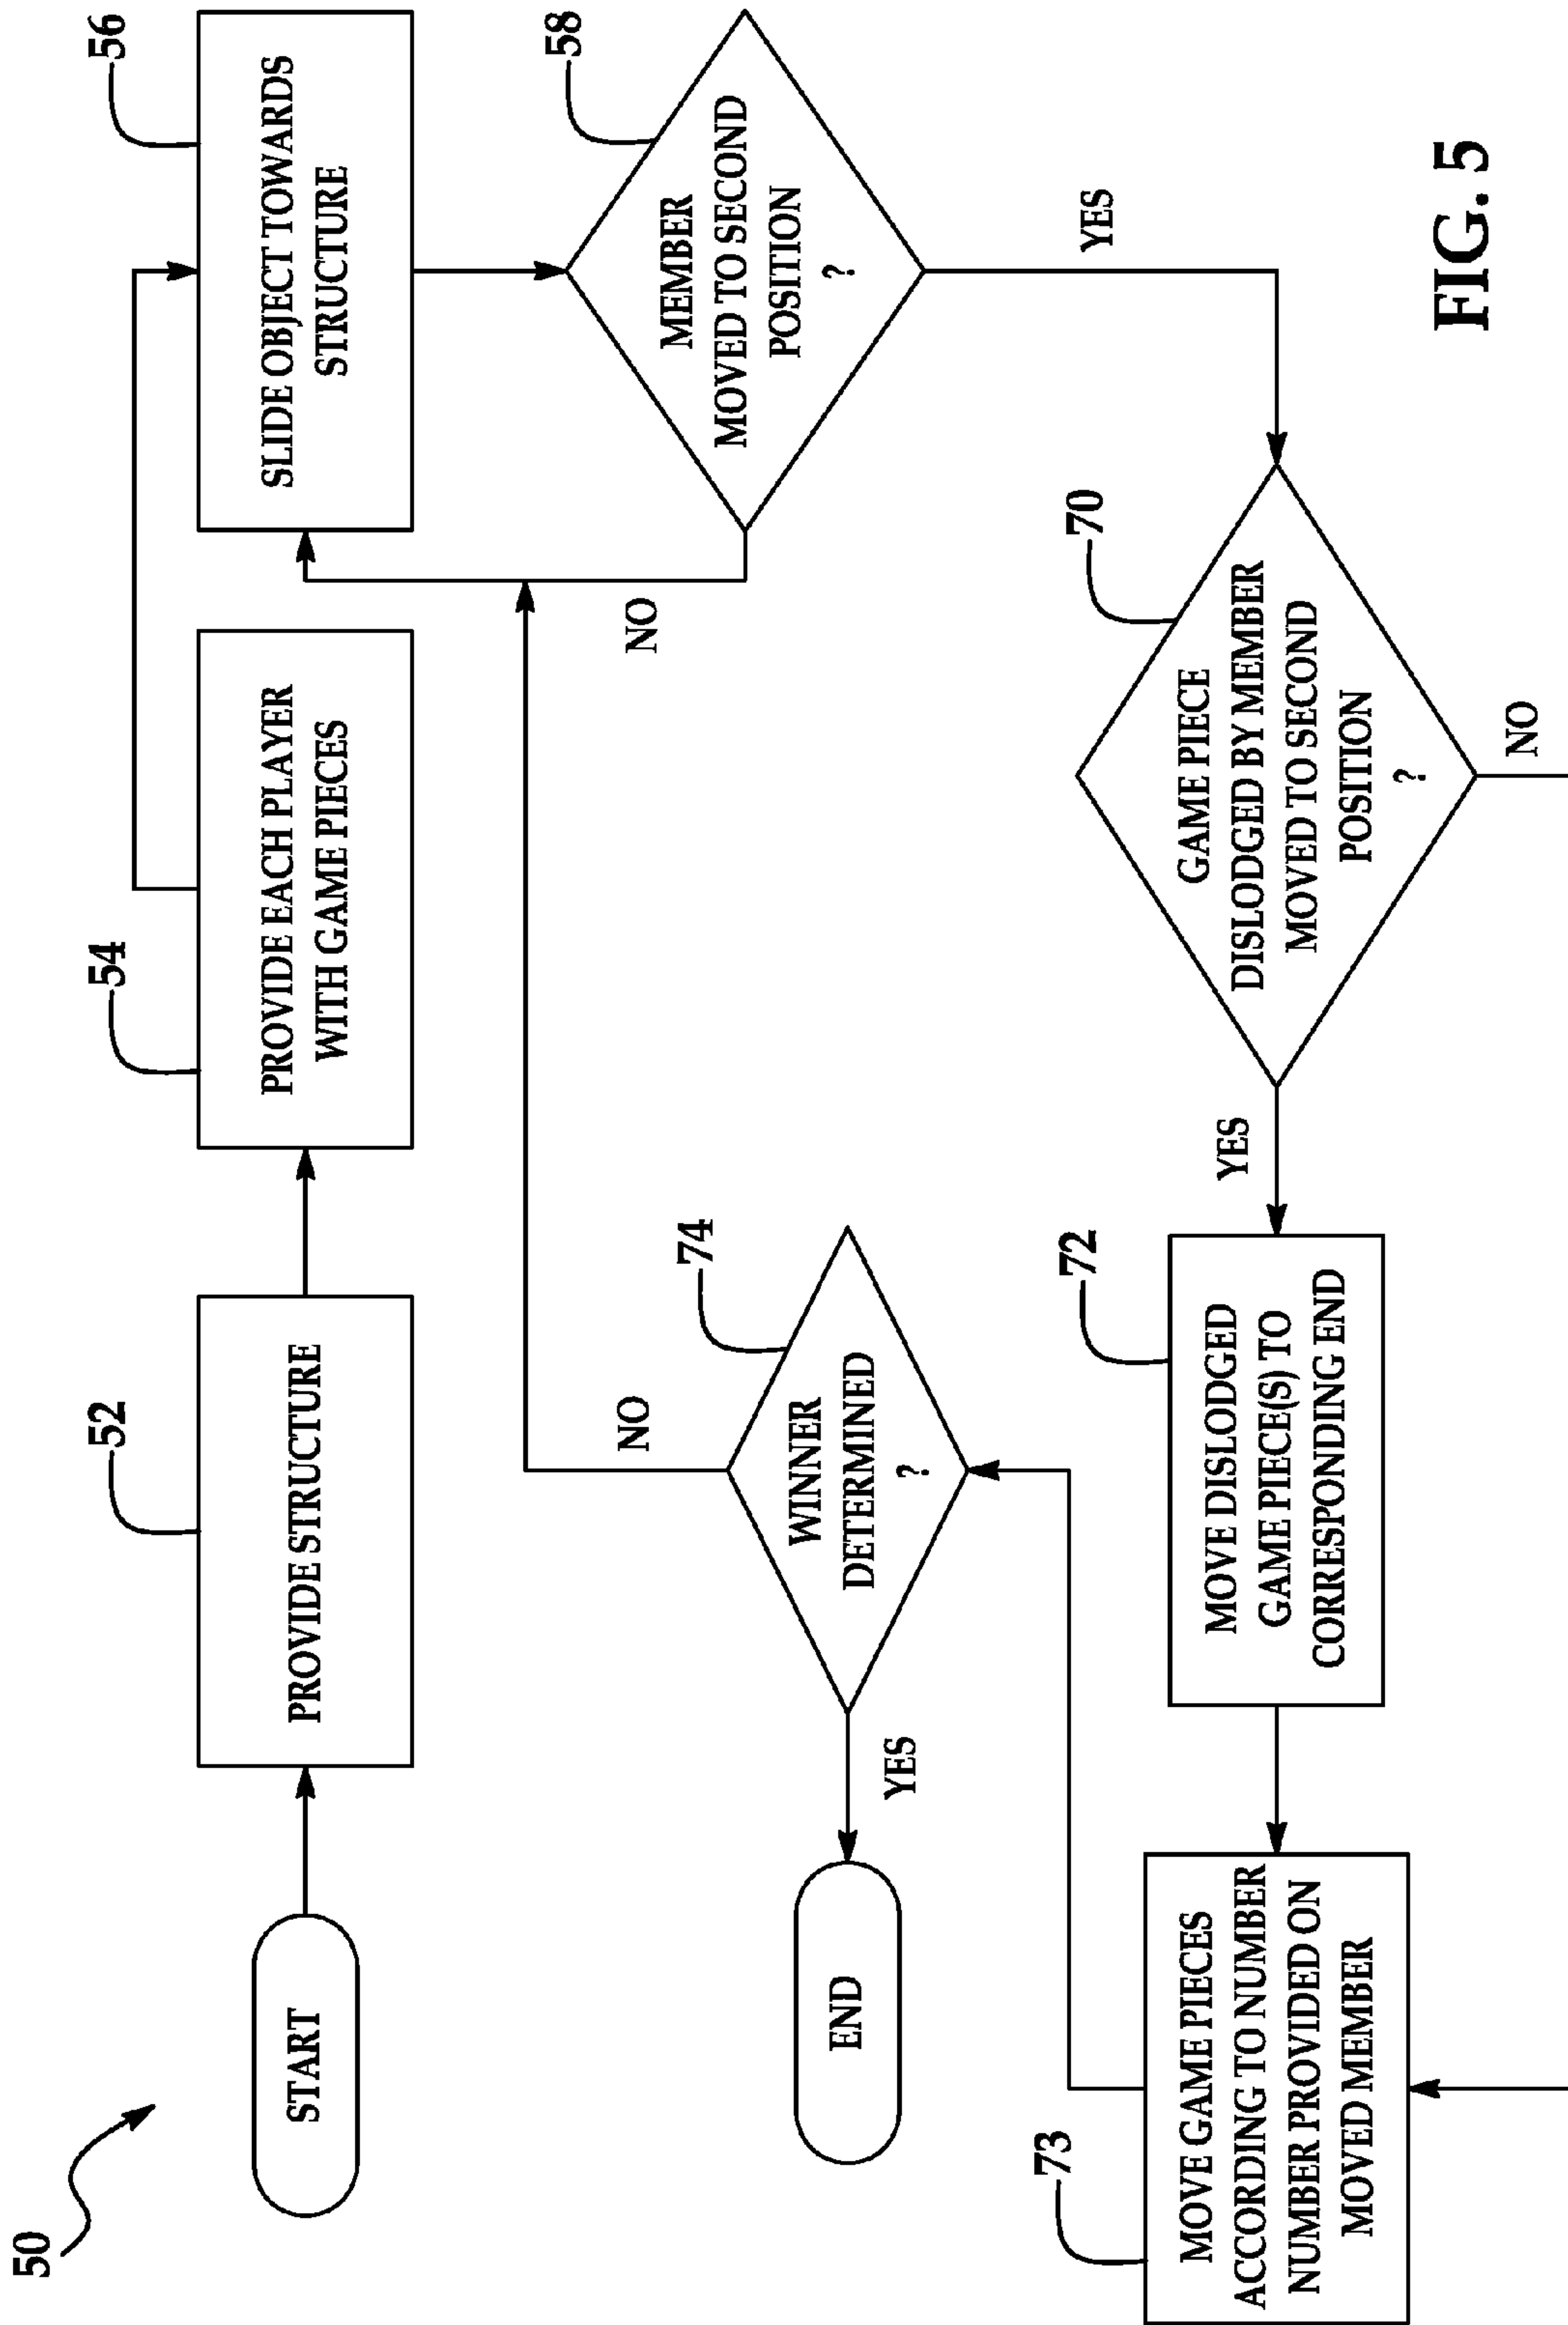 50
START
52
PROVIDE STRUCTURE
54
PROVIDE EACH PLAYER
WITH GAME PIECES
56
SLIDE OBJECT TOWARDS
STRUCTURE
58
MEMBER
MOVED TO SECOND
POSITION
?
NO
YES
70
GAME PIECE
DISLODGED BY MEMBER
MOVED TO SECOND
POSITION
?
YES
NO
72
MOVE DISLODGED
GAME PIECE(S) TO
CORRESPONDING END
73
MOVE GAME PIECES
ACCORDING TO NUMBER
NUMBER PROVIDED ON
MOVED MEMBER
74
WINNER
DETERMINED
?
NO
YES
END
FIG. 5